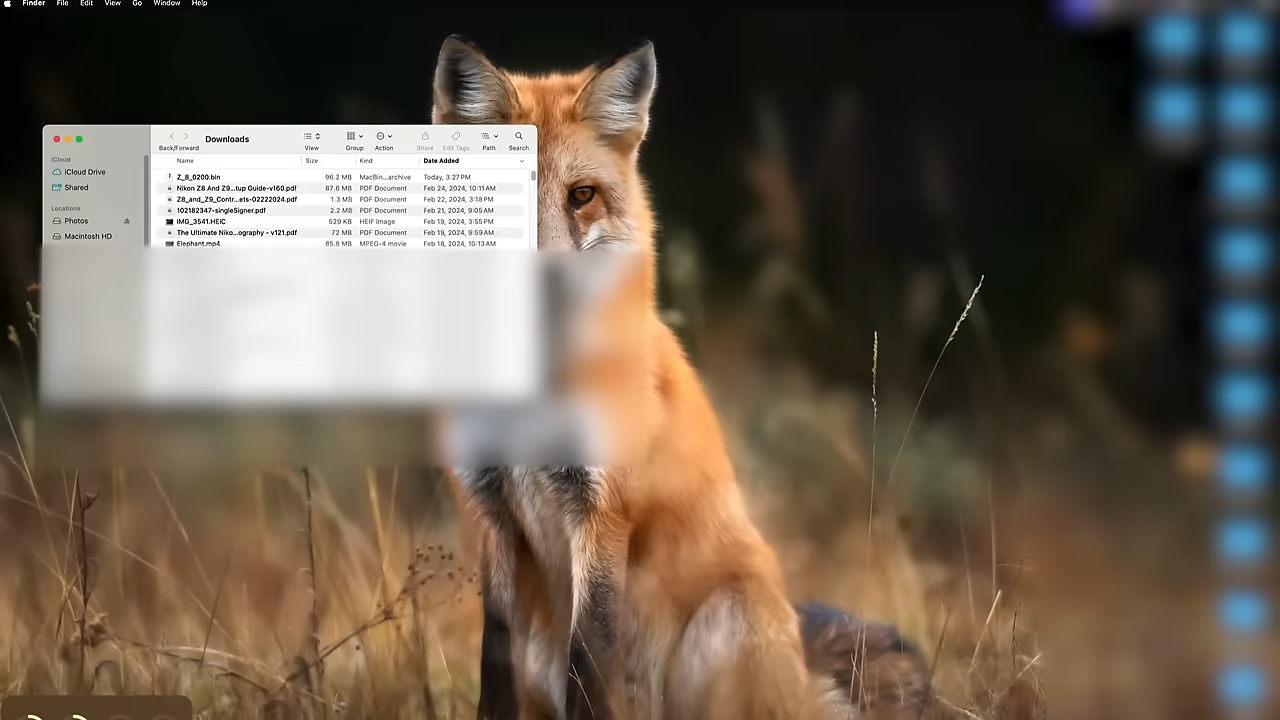 Finder File Edit View Go Window Help
Downloads
Back/Forward View Group Action Share Edit Tags Path Search
Name Size Kind Date Added
iCloud
iCloud Drive
Shared
Locations
Photos
Macintosh HD
Z_8_0200.bin 96.2 MB MacBin...archive Today, 3:27 PM
Nikon Z8 And Z9...tup Guide-v160.pdf 87.6 MB PDF Document Feb 24, 2024, 10:11 AM
Z8_and_Z9_Contr...ets-02222024.pdf 1.3 MB PDF Document Feb 22, 2024, 3:18 PM
102182347-singleSigner.pdf 2.2 MB PDF Document Feb 21, 2024, 9:05 AM
IMG_3541.HEIC 529 KB HEIF Image Feb 19, 2024, 3:55 PM
The Ultimate Niko...ography - v121.pdf 72 MB PDF Document Feb 19, 2024, 9:59 AM
Elephant.mp4 85.8 MB MPEG-4 movie Feb 18, 2024, 10:13 AM